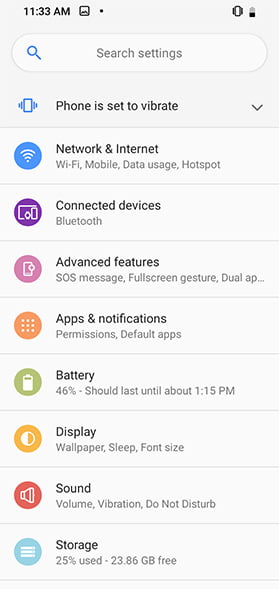 11:33 AM
Search settings
Phone is set to vibrate
Network & Internet
Wi-Fi, Mobile, Data usage, Hotspot
Connected devices
Bluetooth
Advanced features
SOS message, Fullscreen gesture, Dual ap...
Apps & notifications
Permissions, Default apps
Battery
46% - Should last until about 1:15 PM
Display
Wallpaper, Sleep, Font size
Sound
Volume, Vibration, Do Not Disturb
Storage
25% used - 23.86 GB free